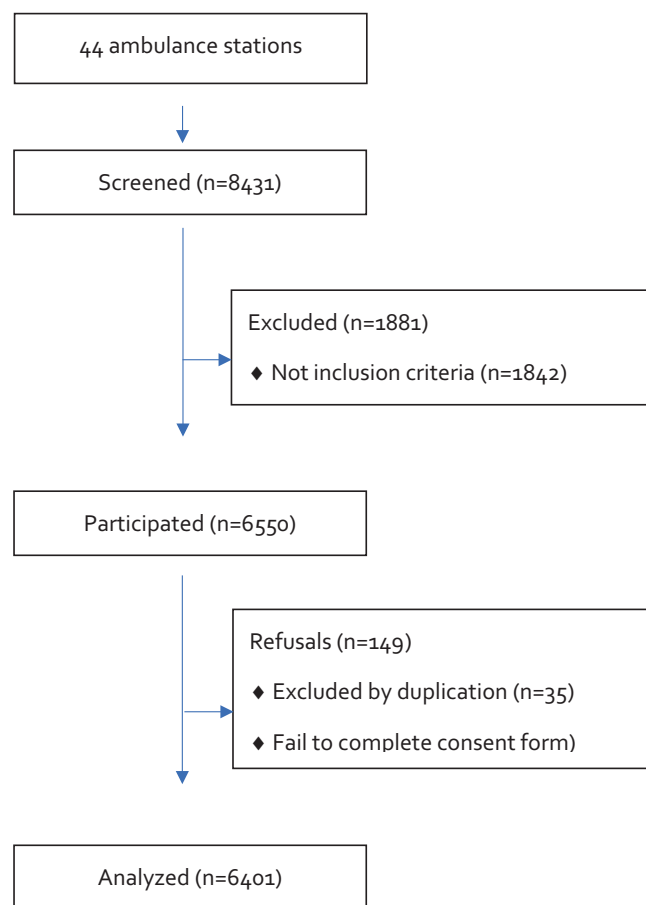 44 ambulance stations
Screened (n=8431)
Excluded (n=1881)
♦ Not inclusion criteria (n=1842)
Participated (n=6550)
Refusals (n=149)
♦ Excluded by duplication (n=35)
♦ Fail to complete consent form)
Analyzed (n=6401)